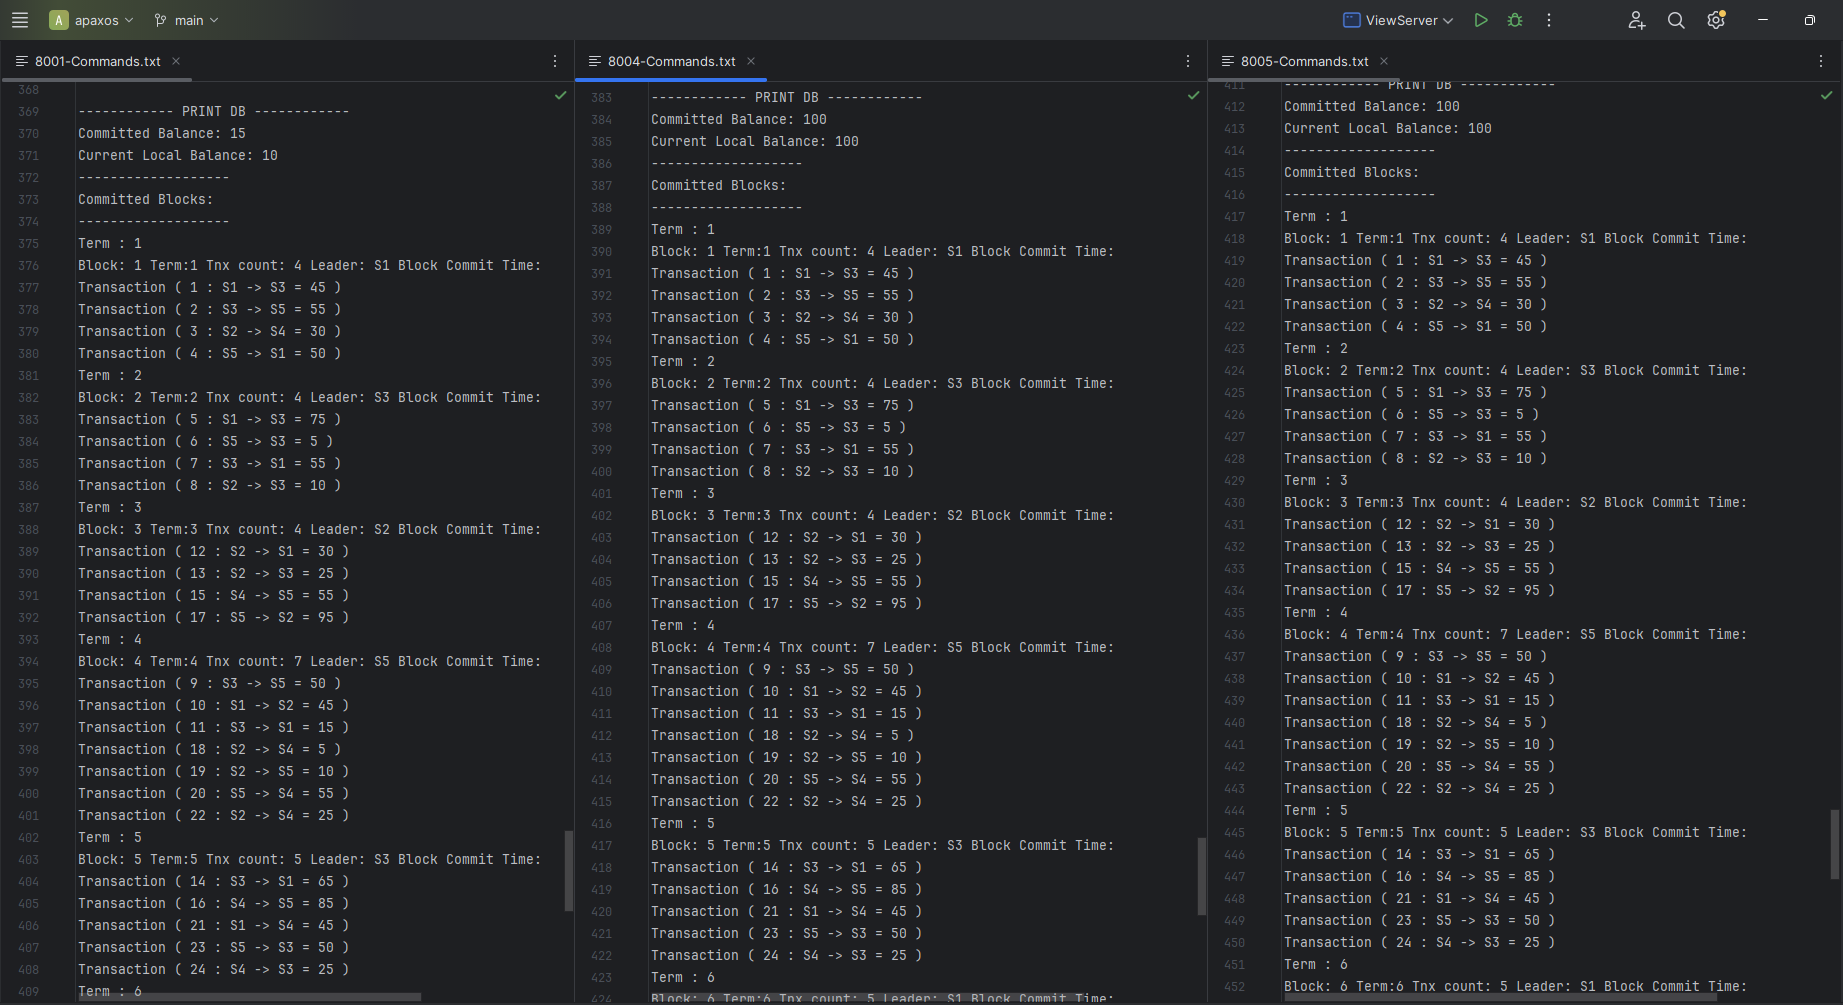 A apaxos main ViewServer
8001-Commands.txt
368
369 ------------ PRINT DB ------------
370 Committed Balance: 15
371 Current Local Balance: 10
372 -------------------
373 Committed Blocks:
374 -------------------
375 Term : 1
376 Block: 1 Term:1 Tnx count: 4 Leader: S1 Block Commit Time:
377 Transaction ( 1 : S1 -> S3 = 45 )
378 Transaction ( 2 : S3 -> S5 = 55 )
379 Transaction ( 3 : S2 -> S4 = 30 )
380 Transaction ( 4 : S5 -> S1 = 50 )
381 Term : 2
382 Block: 2 Term:2 Tnx count: 4 Leader: S3 Block Commit Time:
383 Transaction ( 5 : S1 -> S3 = 75 )
384 Transaction ( 6 : S5 -> S3 = 5 )
385 Transaction ( 7 : S3 -> S1 = 55 )
386 Transaction ( 8 : S2 -> S3 = 10 )
387 Term : 3
388 Block: 3 Term:3 Tnx count: 4 Leader: S2 Block Commit Time:
389 Transaction ( 12 : S2 -> S1 = 30 )
390 Transaction ( 13 : S2 -> S3 = 25 )
391 Transaction ( 15 : S4 -> S5 = 55 )
392 Transaction ( 17 : S5 -> S2 = 95 )
393 Term : 4
394 Block: 4 Term:4 Tnx count: 7 Leader: S5 Block Commit Time:
395 Transaction ( 9 : S3 -> S5 = 50 )
396 Transaction ( 10 : S1 -> S2 = 45 )
397 Transaction ( 11 : S3 -> S1 = 15 )
398 Transaction ( 18 : S2 -> S4 = 5 )
399 Transaction ( 19 : S2 -> S5 = 10 )
400 Transaction ( 20 : S5 -> S4 = 55 )
401 Transaction ( 22 : S2 -> S4 = 25 )
402 Term : 5
403 Block: 5 Term:5 Tnx count: 5 Leader: S3 Block Commit Time:
404 Transaction ( 14 : S3 -> S1 = 65 )
405 Transaction ( 16 : S4 -> S5 = 85 )
406 Transaction ( 21 : S1 -> S4 = 45 )
407 Transaction ( 23 : S5 -> S3 = 50 )
408 Transaction ( 24 : S4 -> S3 = 25 )
409 Term : 6
8004-Commands.txt
383 ------------ PRINT DB ------------
384 Committed Balance: 100
385 Current Local Balance: 100
386 -------------------
387 Committed Blocks:
388 -------------------
389 Term : 1
390 Block: 1 Term:1 Tnx count: 4 Leader: S1 Block Commit Time:
391 Transaction ( 1 : S1 -> S3 = 45 )
392 Transaction ( 2 : S3 -> S5 = 55 )
393 Transaction ( 3 : S2 -> S4 = 30 )
394 Transaction ( 4 : S5 -> S1 = 50 )
395 Term : 2
396 Block: 2 Term:2 Tnx count: 4 Leader: S3 Block Commit Time:
397 Transaction ( 5 : S1 -> S3 = 75 )
398 Transaction ( 6 : S5 -> S3 = 5 )
399 Transaction ( 7 : S3 -> S1 = 55 )
400 Transaction ( 8 : S2 -> S3 = 10 )
401 Term : 3
402 Block: 3 Term:3 Tnx count: 4 Leader: S2 Block Commit Time:
403 Transaction ( 12 : S2 -> S1 = 30 )
404 Transaction ( 13 : S2 -> S3 = 25 )
405 Transaction ( 15 : S4 -> S5 = 55 )
406 Transaction ( 17 : S5 -> S2 = 95 )
407 Term : 4
408 Block: 4 Term:4 Tnx count: 7 Leader: S5 Block Commit Time:
409 Transaction ( 9 : S3 -> S5 = 50 )
410 Transaction ( 10 : S1 -> S2 = 45 )
411 Transaction ( 11 : S3 -> S1 = 15 )
412 Transaction ( 18 : S2 -> S4 = 5 )
413 Transaction ( 19 : S2 -> S5 = 10 )
414 Transaction ( 20 : S5 -> S4 = 55 )
415 Transaction ( 22 : S2 -> S4 = 25 )
416 Term : 5
417 Block: 5 Term:5 Tnx count: 5 Leader: S3 Block Commit Time:
418 Transaction ( 14 : S3 -> S1 = 65 )
419 Transaction ( 16 : S4 -> S5 = 85 )
420 Transaction ( 21 : S1 -> S4 = 45 )
421 Transaction ( 23 : S5 -> S3 = 50 )
422 Transaction ( 24 : S4 -> S3 = 25 )
423 Term : 6
424 Block: 6 Term:6 Tnx count: 5 Leader: S1 Block Commit Time:
8005-Commands.txt
411 ------------ PRINT DB ------------
412 Committed Balance: 100
413 Current Local Balance: 100
414 -------------------
415 Committed Blocks:
416 -------------------
417 Term : 1
418 Block: 1 Term:1 Tnx count: 4 Leader: S1 Block Commit Time:
419 Transaction ( 1 : S1 -> S3 = 45 )
420 Transaction ( 2 : S3 -> S5 = 55 )
421 Transaction ( 3 : S2 -> S4 = 30 )
422 Transaction ( 4 : S5 -> S1 = 50 )
423 Term : 2
424 Block: 2 Term:2 Tnx count: 4 Leader: S3 Block Commit Time:
425 Transaction ( 5 : S1 -> S3 = 75 )
426 Transaction ( 6 : S5 -> S3 = 5 )
427 Transaction ( 7 : S3 -> S1 = 55 )
428 Transaction ( 8 : S2 -> S3 = 10 )
429 Term : 3
430 Block: 3 Term:3 Tnx count: 4 Leader: S2 Block Commit Time:
431 Transaction ( 12 : S2 -> S1 = 30 )
432 Transaction ( 13 : S2 -> S3 = 25 )
433 Transaction ( 15 : S4 -> S5 = 55 )
434 Transaction ( 17 : S5 -> S2 = 95 )
435 Term : 4
436 Block: 4 Term:4 Tnx count: 7 Leader: S5 Block Commit Time:
437 Transaction ( 9 : S3 -> S5 = 50 )
438 Transaction ( 10 : S1 -> S2 = 45 )
439 Transaction ( 11 : S3 -> S1 = 15 )
440 Transaction ( 18 : S2 -> S4 = 5 )
441 Transaction ( 19 : S2 -> S5 = 10 )
442 Transaction ( 20 : S5 -> S4 = 55 )
443 Transaction ( 22 : S2 -> S4 = 25 )
444 Term : 5
445 Block: 5 Term:5 Tnx count: 5 Leader: S3 Block Commit Time:
446 Transaction ( 14 : S3 -> S1 = 65 )
447 Transaction ( 16 : S4 -> S5 = 85 )
448 Transaction ( 21 : S1 -> S4 = 45 )
449 Transaction ( 23 : S5 -> S3 = 50 )
450 Transaction ( 24 : S4 -> S3 = 25 )
451 Term : 6
452 Block: 6 Term:6 Tnx count: 5 Leader: S1 Block Commit Time: